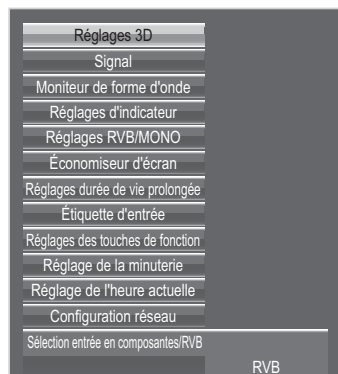 Réglages 3D
Signal
Moniteur de forme d'onde
Réglages d'indicateur
Réglages RVB/MONO
Économiseur d'écran
Réglages durée de vie prolongée
Étiquette d'entrée
Réglages des touches de fonction
Réglage de la minuterie
Réglage de l'heure actuelle
Configuration réseau
Sélection entrée en composantes/RVB
RVB